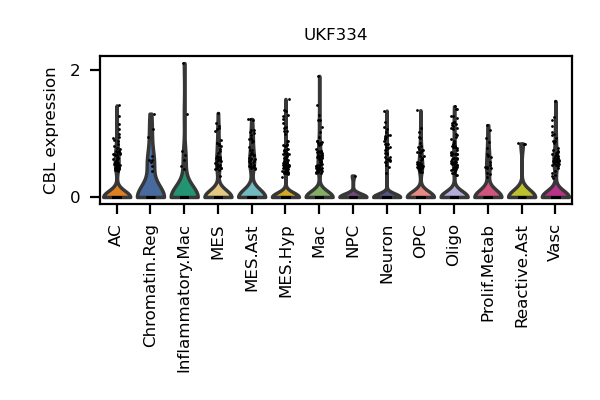 UKF334
CBL expression
2
0
AC
Chromatin.Reg
Inflammatory.Mac
MES
MES.Ast
MES.Hyp
Mac
NPC
Neuron
OPC
Oligo
Prolif.Metab
Reactive.Ast
Vasc